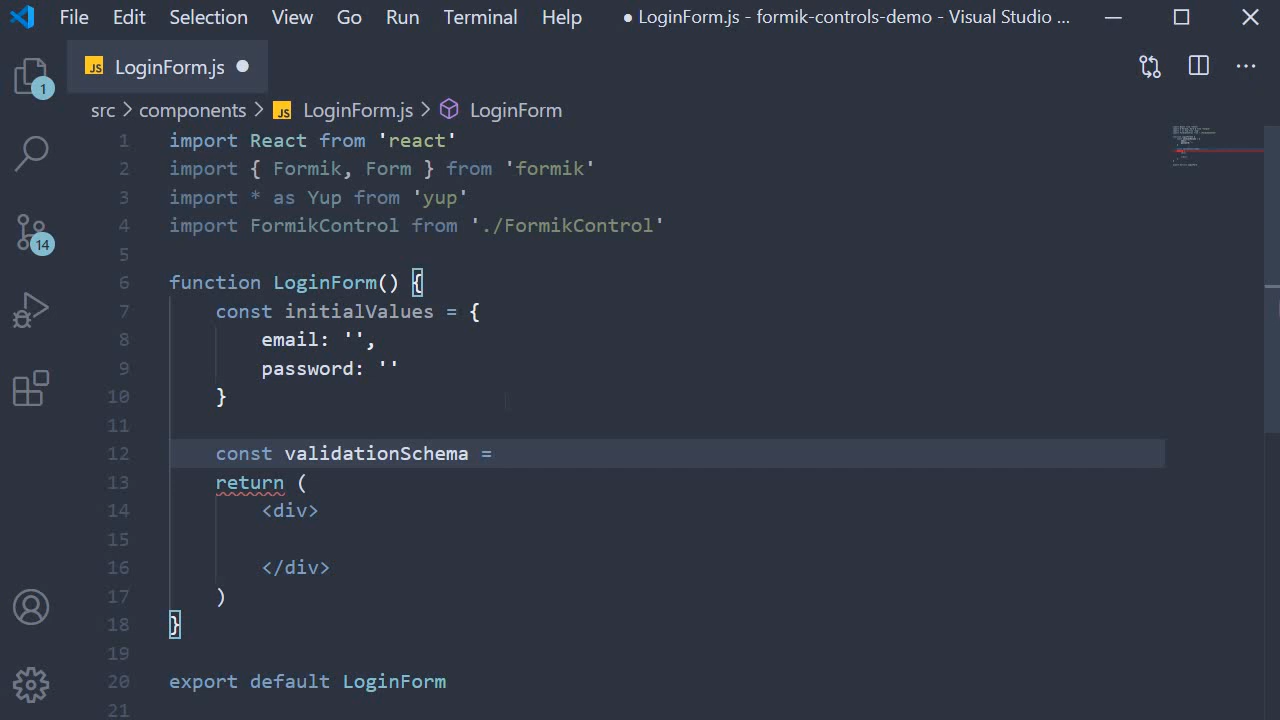 File Edit Selection View Go Run Terminal Help ● LoginForm.js - formik-controls-demo - Visual Studio ...
JS LoginForm.js
src > components > JS LoginForm.js > LoginForm
1 import React from 'react'
2 import { Formik, Form } from 'formik'
3 import * as Yup from 'yup'
4 import FormikControl from './FormikControl'
5
6 function LoginForm() {
7 const initialValues = {
8 email: '',
9 password: ''
10 }
11
12 const validationSchema =
13 return (
14 <div>
15
16 </div>
17 )
18 }
19
20 export default LoginForm
21
1
14